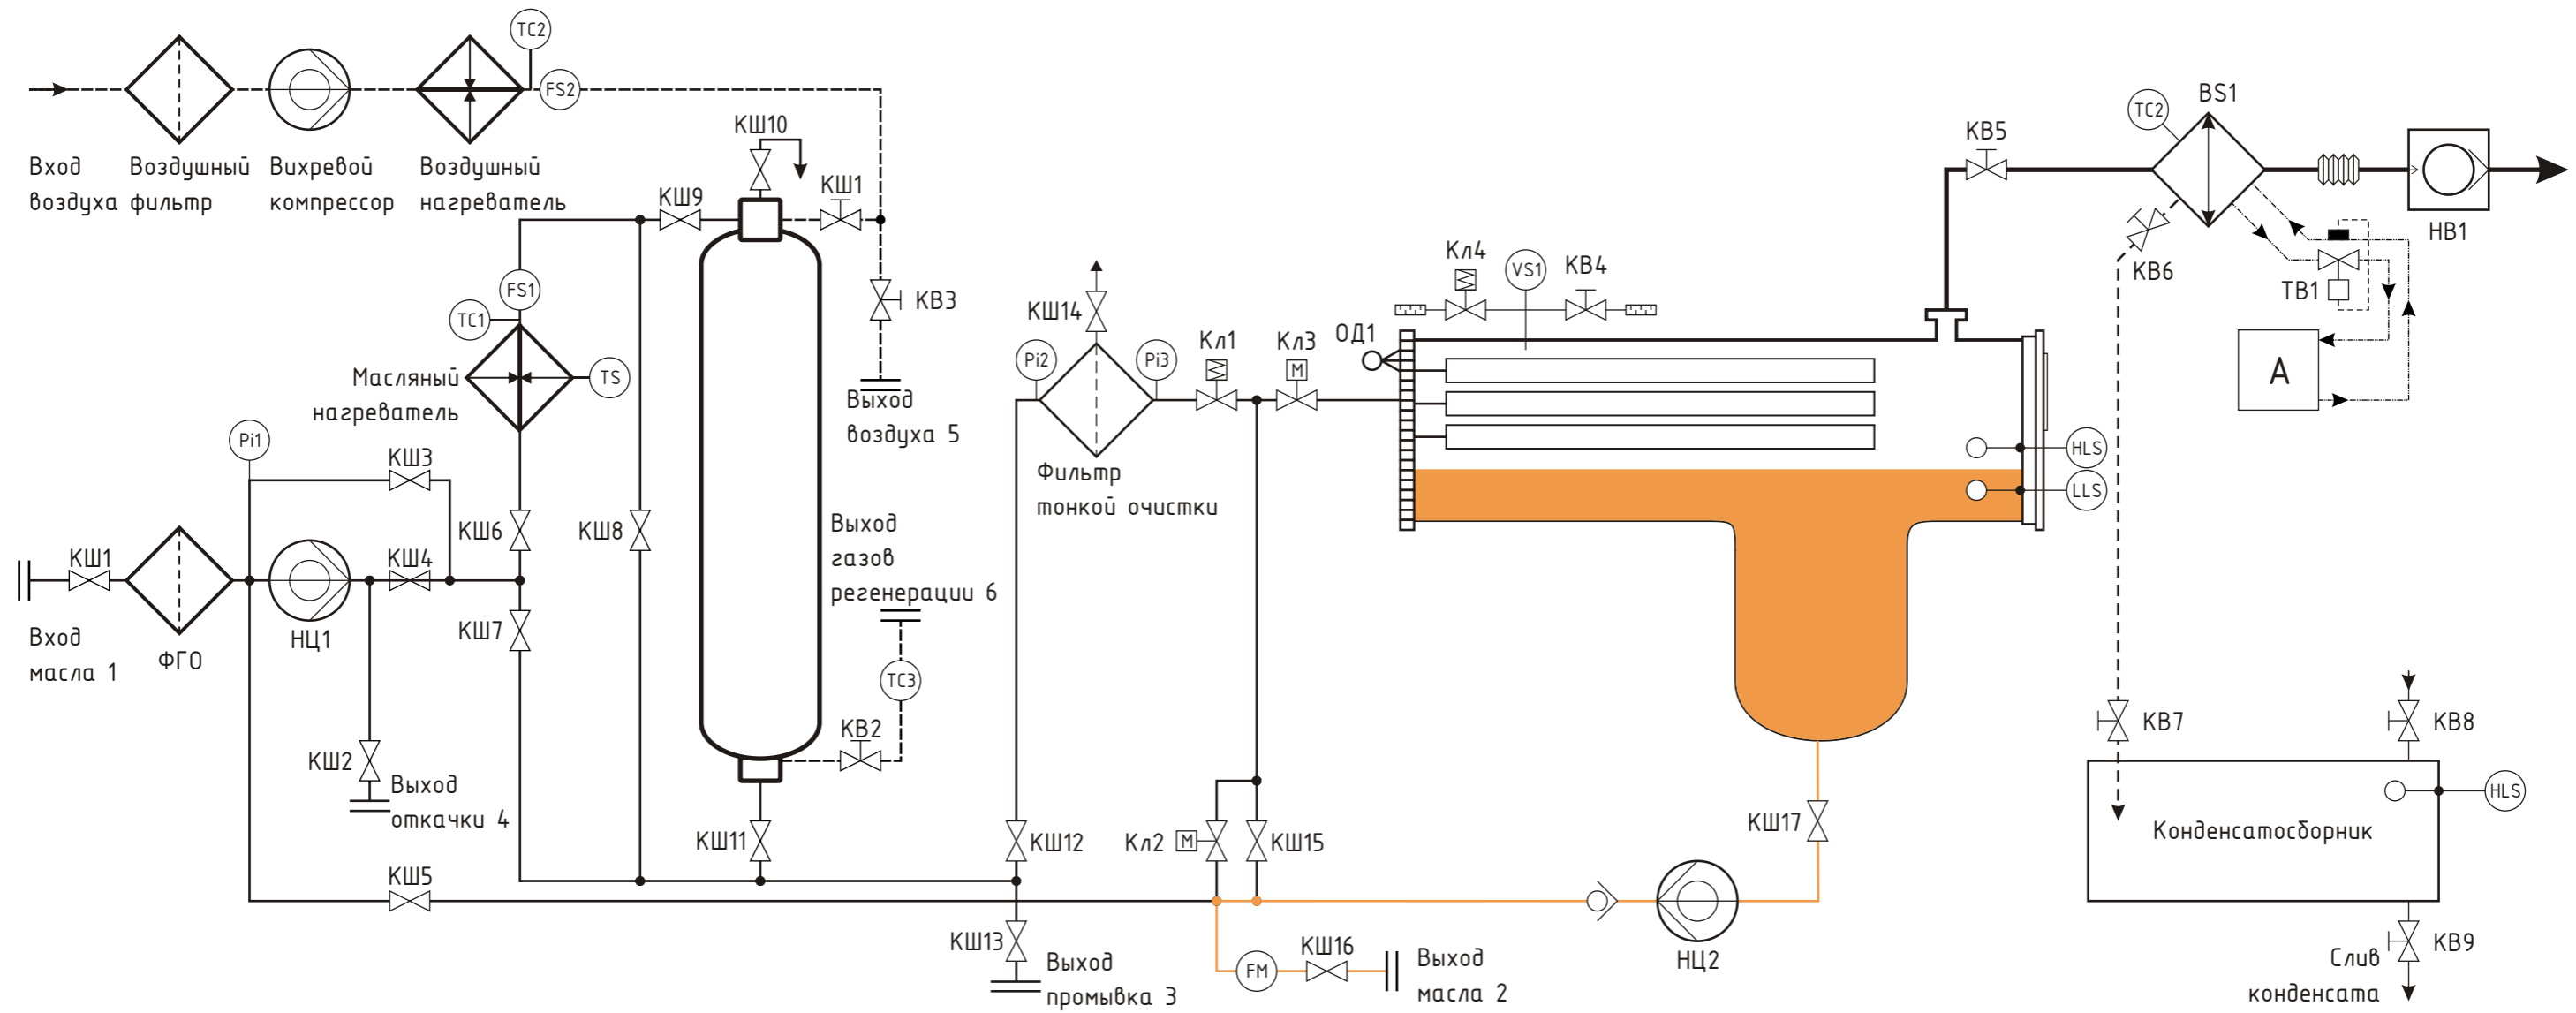 TC2
FS2
Вход воздуха
Воздушный фильтр
Вихревой компрессор
Воздушный нагреватель
КШ10
КШ9
КШ1
FS1
TC1
TS
Масляный нагреватель
КВ3
Выход
воздуха 5
Pi1
КШ3
КШ6
КШ8
КШ1
КШ4
КШ7
Вход
масла 1
ФГО
НЦ1
КШ2
Выход
откачки 4
КШ5
Выход
газов
регенерации 6
TC3
КВ2
КШ11
КШ14
Pi2
Pi3
Фильтр
тонкой очистки
Кл1
Кл3
M
ОД1
Кл4
VS1
КВ4
HLS
LLS
КШ12
Кл2
M
КШ15
КШ13
Выход
промывка 3
FM
КШ16
Выход
масла 2
НЦ2
КШ17
КВ5
TC2
BS1
НВ1
КВ6
ТВ1
А
КВ7
КВ8
HLS
Конденсатосборник
КВ9
Слив
конденсата